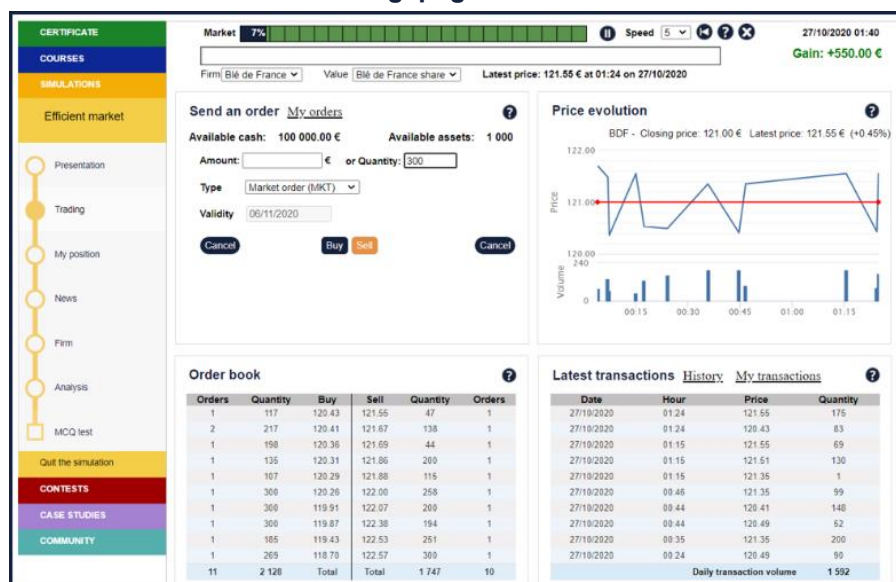 CERTIFICATE
COURSES
SIMULATIONS
Efficient market
Presentation
Trading
My position
News
Firm
Analysis
MCQ test
Quit the simulation
CONTESTS
CASE STUDIES
COMMUNITY
Market 7% Speed 5 27/10/2020 01:40
Gain: +550.00 €
Firm Blé de France Value Blé de France share Latest price: 121.55 € at 01:24 on 27/10/2020
Send an order My orders ?
Available cash: 100 000.00 € Available assets: 1 000
Amount: € or Quantity: 300
Type Market order (MKT)
Validity 06/11/2020
Cancel Buy Sell Cancel
Price evolution ?
BDF - Closing price: 121.00 € Latest price: 121.55 € (+0.45%)
122.00
121.00
120.00
Price
240
0
Volume
00:15 00:30 00:45 01:00 01:15
Order book ?
Orders Quantity Buy Sell Quantity Orders
1 117 120.43 121.55 47 1
2 217 120.41 121.67 138 1
1 198 120.36 121.69 44 1
1 135 120.31 121.86 200 1
1 107 120.29 121.88 115 1
1 300 120.26 122.00 258 1
1 300 119.91 122.07 200 1
1 300 119.87 122.38 194 1
1 185 119.43 122.53 251 1
1 269 118.70 122.57 300 1
11 2 128 Total Total 1 747 10
Latest transactions History My transactions ?
Date Hour Price Quantity
27/10/2020 01:24 121.55 175
27/10/2020 01:24 120.43 83
27/10/2020 01:15 121.55 69
27/10/2020 01:15 121.51 130
27/10/2020 01:15 121.35 1
27/10/2020 00:46 121.35 99
27/10/2020 00:44 120.41 148
27/10/2020 00:44 120.49 52
27/10/2020 00:35 121.35 200
27/10/2020 00:24 120.49 90
Daily transaction volume 1 592